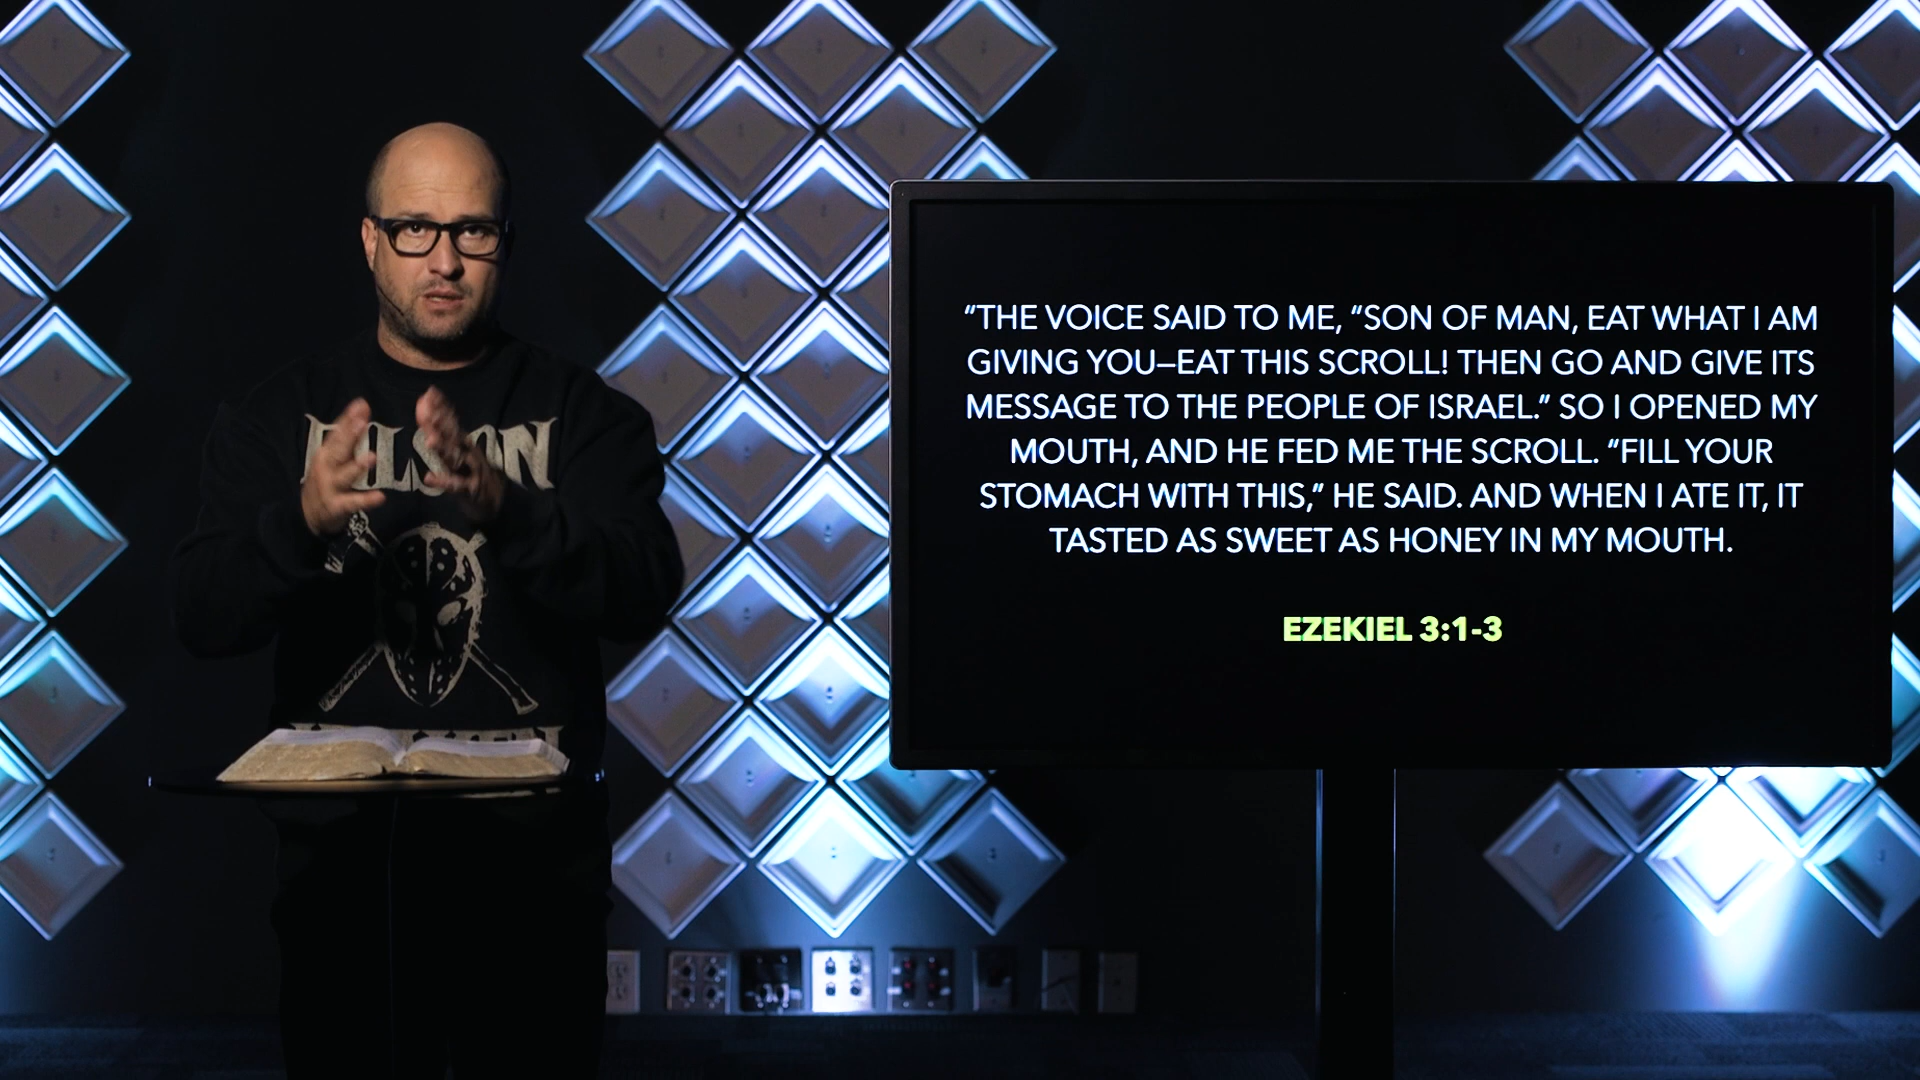 “THE VOICE SAID TO ME, “SON OF MAN, EAT WHAT I AM
GIVING YOU—EAT THIS SCROLL! THEN GO AND GIVE ITS
MESSAGE TO THE PEOPLE OF ISRAEL.” SO I OPENED MY
MOUTH, AND HE FED ME THE SCROLL. “FILL YOUR
STOMACH WITH THIS,” HE SAID. AND WHEN I ATE IT, IT
TASTED AS SWEET AS HONEY IN MY MOUTH.
EZEKIEL 3:1-3